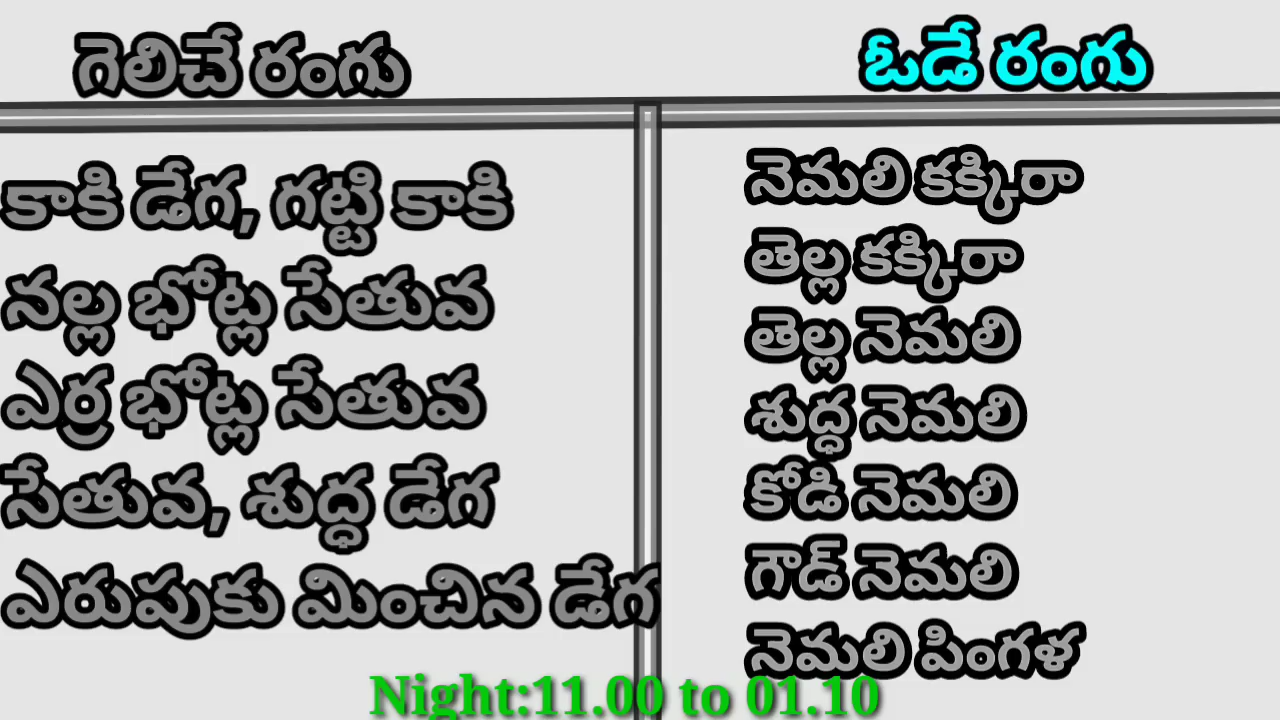 గెలిచే రంగు
ఓడే రంగు
కాకి డేగ, గట్టి కాకి
నల్ల భోట్ల సేతువ
ఎర్ర భోట్ల సేతువ
సేతువ, శుద్ధ డేగ
ఎరుపుకు మించిన డేగ
నెమలి కక్కిరా
తెల్ల కక్కిరా
తెల్ల నెమలి
శుద్ధ నెమలి
కోడి నెమలి
గౌడ్ నెమలి
నెమలి పింగళ
Night:11.00 to 01.10